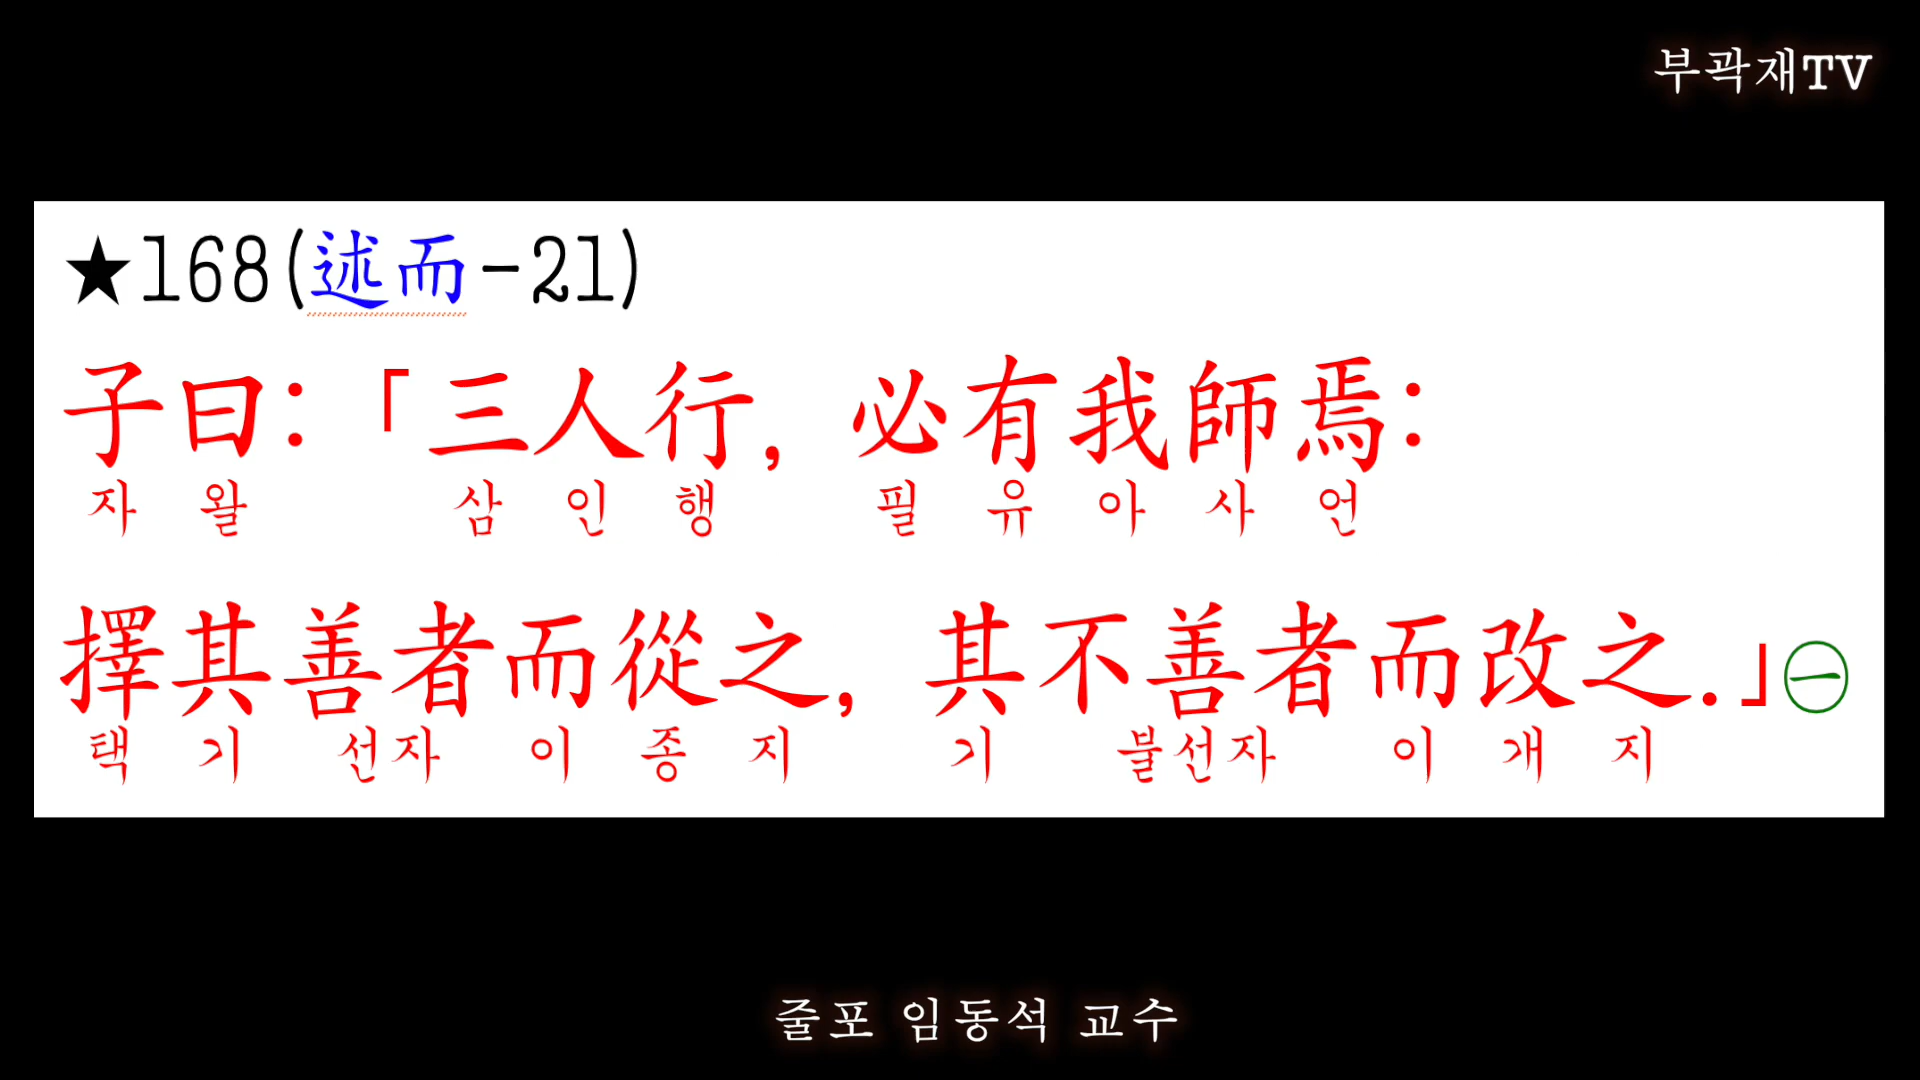 부곽재TV
★168(述而-21)
子曰:「三人行, 必有我師焉:
자 왈 삼 인 행 필 유 아 사 언
擇其善者而從之, 其不善者而改之.」㊀
택 기 선자 이 종 지 기 불선자 이 개 지
줄포 임동석 교수